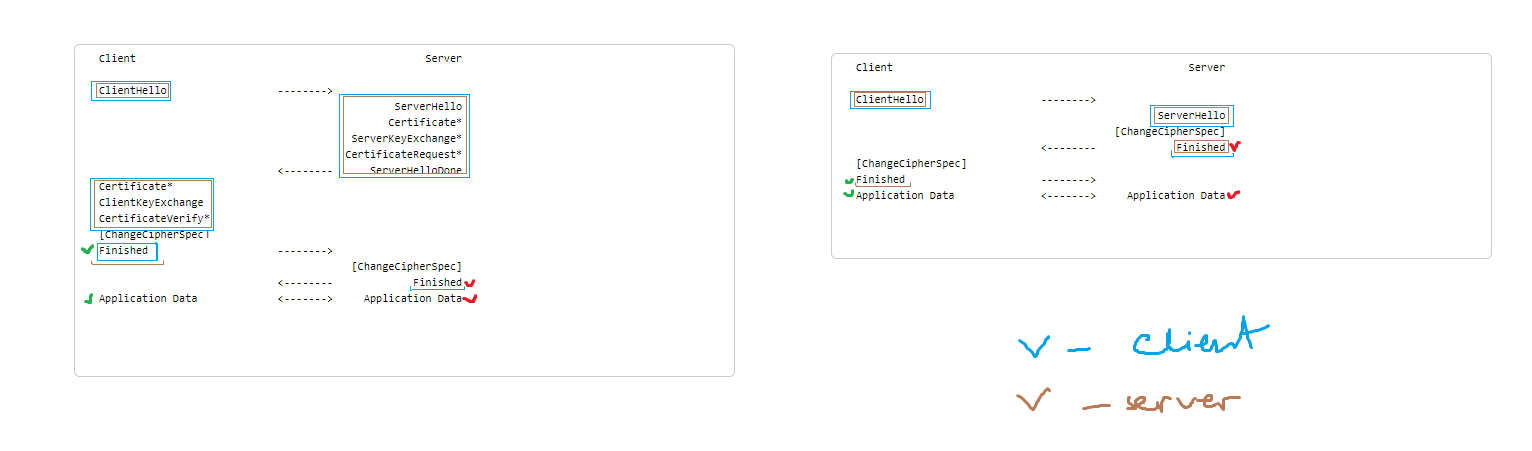 Client Server
ClientHello -------->
ServerHello
Certificate*
ServerKeyExchange*
CertificateRequest*
<-------- ServerHelloDone
Certificate*
ClientKeyExchange
CertificateVerify*
[ChangeCipherSpec]
Finished -------->
[ChangeCipherSpec]
<-------- Finished
Application Data <-------> Application Data
Client Server
ClientHello -------->
ServerHello
[ChangeCipherSpec]
<-------- Finished
[ChangeCipherSpec]
Finished -------->
Application Data <-------> Application Data
v - Client
v - server